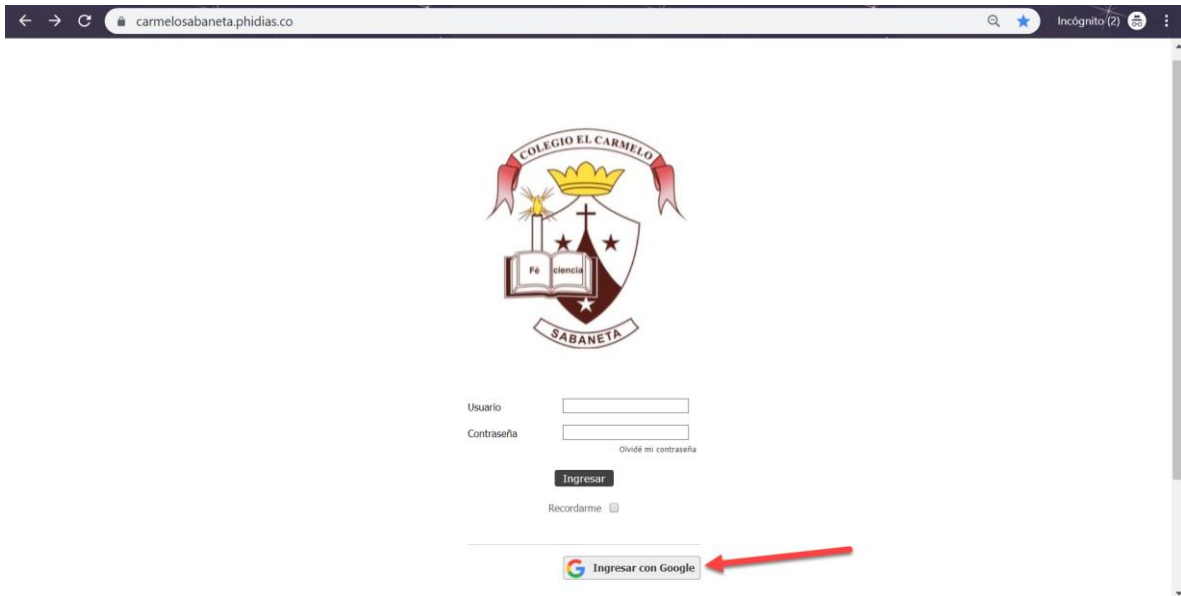 carmelosabaneta.phidias.co
Incógnito (2)
COLEGIO EL CARMELO
Fé ciencia
SABANETA
Usuario
Contraseña
Olvidé mi contraseña
Ingresar
Recordarme
Ingresar con Google